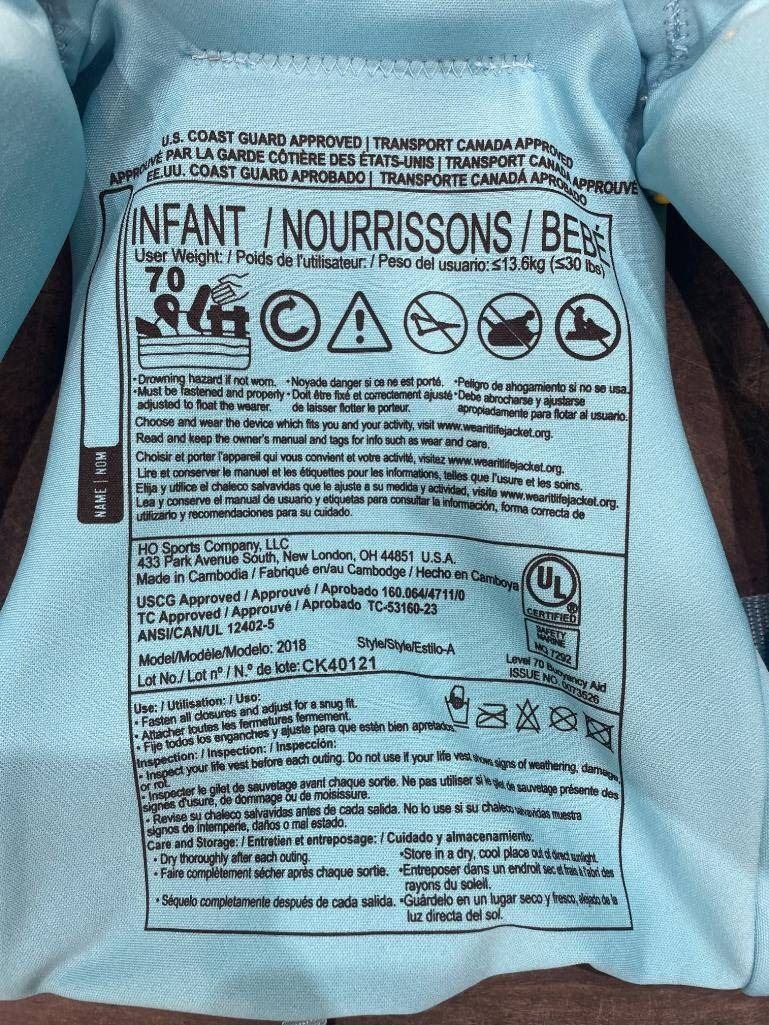 U.S. COAST GUARD APPROVED | TRANSPORT CANADA APPROVED
APPROUVÉ PAR LA GARDE CÔTIÈRE DES ÉTATS-UNIS | TRANSPORT CANADA APPROUVÉ
EE.UU. COAST GUARD APROBADO | TRANSPORTE CANADÁ APROBADO
INFANT / NOURRISSONS / BEBÉ
User Weight: / Poids de l'utilisateur: / Peso del usuario: ≤13.6kg (≤30 lbs)
70
•Drowning hazard if not worn. •Noyade danger si ce ne est porté. •Peligro de ahogamiento si no se usa.
•Must be fastened and properly •Doit être fixé et correctement ajusté •Debe abrocharse y ajustarse
adjusted to float the wearer. de laisser flotter le porteur. apropiadamente para flotar al usuario.
Choose and wear the device which fits you and your activity, visit www.wearitlifejacket.org.
Read and keep the owner's manual and tags for info such as wear and care.
Choisir et porter l'appareil qui vous convient et votre activité, visitez www.wearitlifejacket.org.
Lire et conserver le manuel et les étiquettes pour les informations, telles que l'usure et les soins.
Elija y utilice el chaleco salvavidas que le ajuste a su medida y actividad, visite www.wearitlifejacket.org.
Lea y conserve el manual de usuario y etiquetas para consultar la información, forma correcta de
utilizarlo y recomendaciones para su cuidado.
NAME | NOM
HO Sports Company, LLC
433 Park Avenue South, New London, OH 44851 U.S.A.
Made in Cambodia / Fabriqué en/au Cambodge / Hecho en Camboya
USCG Approved / Approuvé / Aprobado 160.064/4711/0
TC Approved / Approuvé / Aprobado TC-53160-23
ANSI/CAN/UL 12402-5
Model/Modèle/Modelo: 2018 Style/Style/Estilo-A
Lot No./ Lot nº / N.º de lote: CK40121
UL
®
CERTIFIED
SAFETY
MARINE
NO 7292
Level 70 Buoyancy Aid
ISSUE NO. 0073526
Use: / Utilisation: / Uso:
• Fasten all closures and adjust for a snug fit.
• Attacher toutes les fermetures fermement.
• Fije todos los enganches y ajuste para que estén bien apretados.
Inspection: / Inspection: / Inspección:
• Inspect your life vest before each outing. Do not use if your life vest shows signs of weathering, damage,
or rot.
• Inspecter le gilet de sauvetage avant chaque sortie. Ne pas utiliser si le gilet de sauvetage présente des
signes d'usure, de dommage ou de moisissure.
• Revise su chaleco salvavidas antes de cada salida. No lo use si su chaleco salvavidas muestra
signos de intemperie, daños o mal estado.
Care and Storage: / Entretien et entreposage: / Cuidado y almacenamiento:
• Dry thoroughly after each outing. •Store in a dry, cool place out of direct sunlight.
• Faire complètement sécher après chaque sortie. •Entreposer dans un endroit sec et frais à l'abri des
rayons du soleil.
• Séquelo completamente después de cada salida. •Guárdelo en un lugar seco y fresco, alejado de la
luz directa del sol.